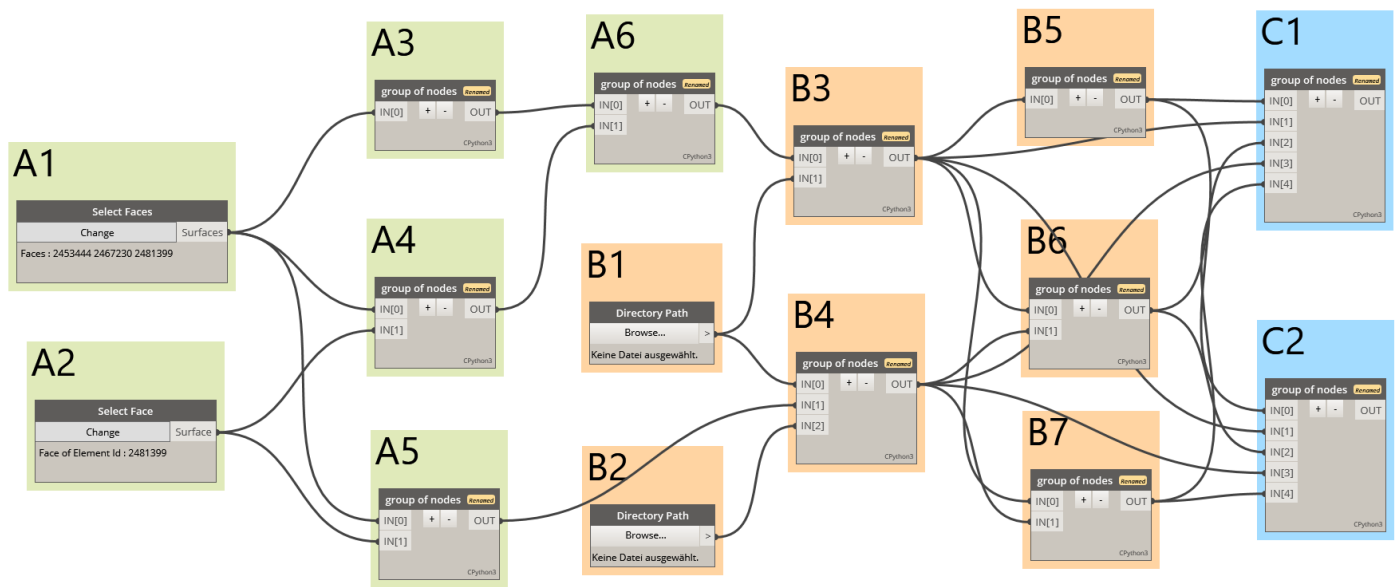 A1
Select Faces
Change
Surfaces
Faces : 2453444 2467230 2481399
A2
Select Face
Change
Surface
Face of Element Id : 2481399
A3
group of nodes Renamed
IN[0] + - OUT
CPython3
A4
group of nodes Renamed
IN[0] + - OUT
IN[1]
CPython3
A5
group of nodes Renamed
IN[0] + - OUT
IN[1]
CPython3
A6
group of nodes Renamed
IN[0] + - OUT
IN[1]
CPython3
B1
Directory Path
Browse... >
Keine Datei ausgewählt.
B2
Directory Path
Browse... >
Keine Datei ausgewählt.
B3
group of nodes Renamed
IN[0] + - OUT
IN[1]
CPython3
B4
group of nodes Renamed
IN[0] + - OUT
IN[1]
IN[2]
CPython3
B5
group of nodes Renamed
IN[0] + - OUT
CPython3
B6
group of nodes Renamed
IN[0] + - OUT
IN[1]
CPython3
B7
group of nodes Renamed
IN[0] + - OUT
IN[1]
CPython3
C1
group of nodes Renamed
IN[0] + - OUT
IN[1]
IN[2]
IN[3]
IN[4]
CPython3
C2
group of nodes Renamed
IN[0] + - OUT
IN[1]
IN[2]
IN[3]
IN[4]
CPython3